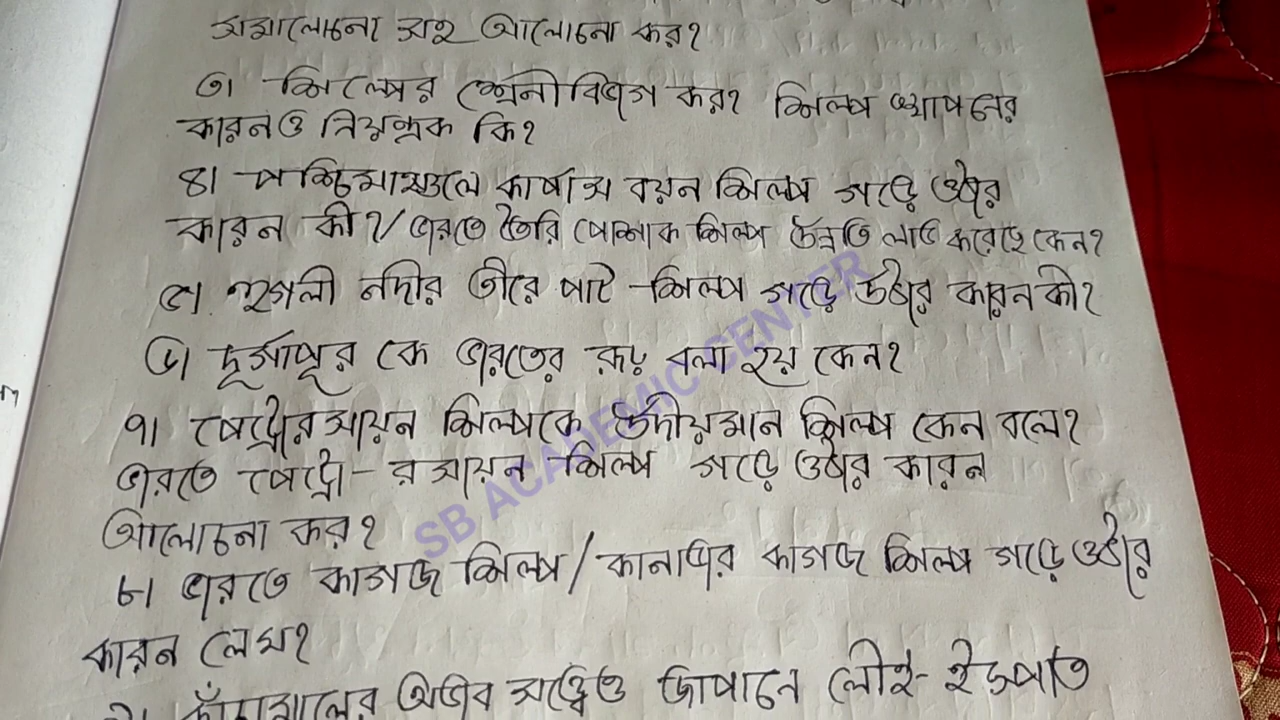 সমালোচনা সহ আলোচনা কর?
৩। শিল্পের শ্রেনীবিভাগ কর? শিল্প স্থাপনের
কারন ও নিয়ন্ত্রক কি?
৪। পশ্চিমাঞ্চলে কার্পাস বয়ন শিল্প গড়ে ওঠার
কারন কী?/ ভারতে তৈরি পোশাক শিল্প উন্নতি লাভ করেছে কেন?
৫। হুগলী নদীর তীরে পাট শিল্প গড়ে উঠার কারন কী?
৬। দূর্গাপুর কে ভারতের রূঢ় বলা হয় কেন?
৭। পেট্রোরসায়ন শিল্পকে উদীয়মান শিল্প কেন বলে?
ভারতে পেট্রো-রসায়ন শিল্প গড়ে ওঠার কারন
আলোচনা কর?
৮। ভারতে কাগজ শিল্প/কানাডার কাগজ শিল্প গড়ে ওঠার
কারন লেখ?
৯। কাঁচামালের অভাব সত্ত্বেও জাপানে লৌহ-ইস্পাত
SB ACADEMIC CENTER